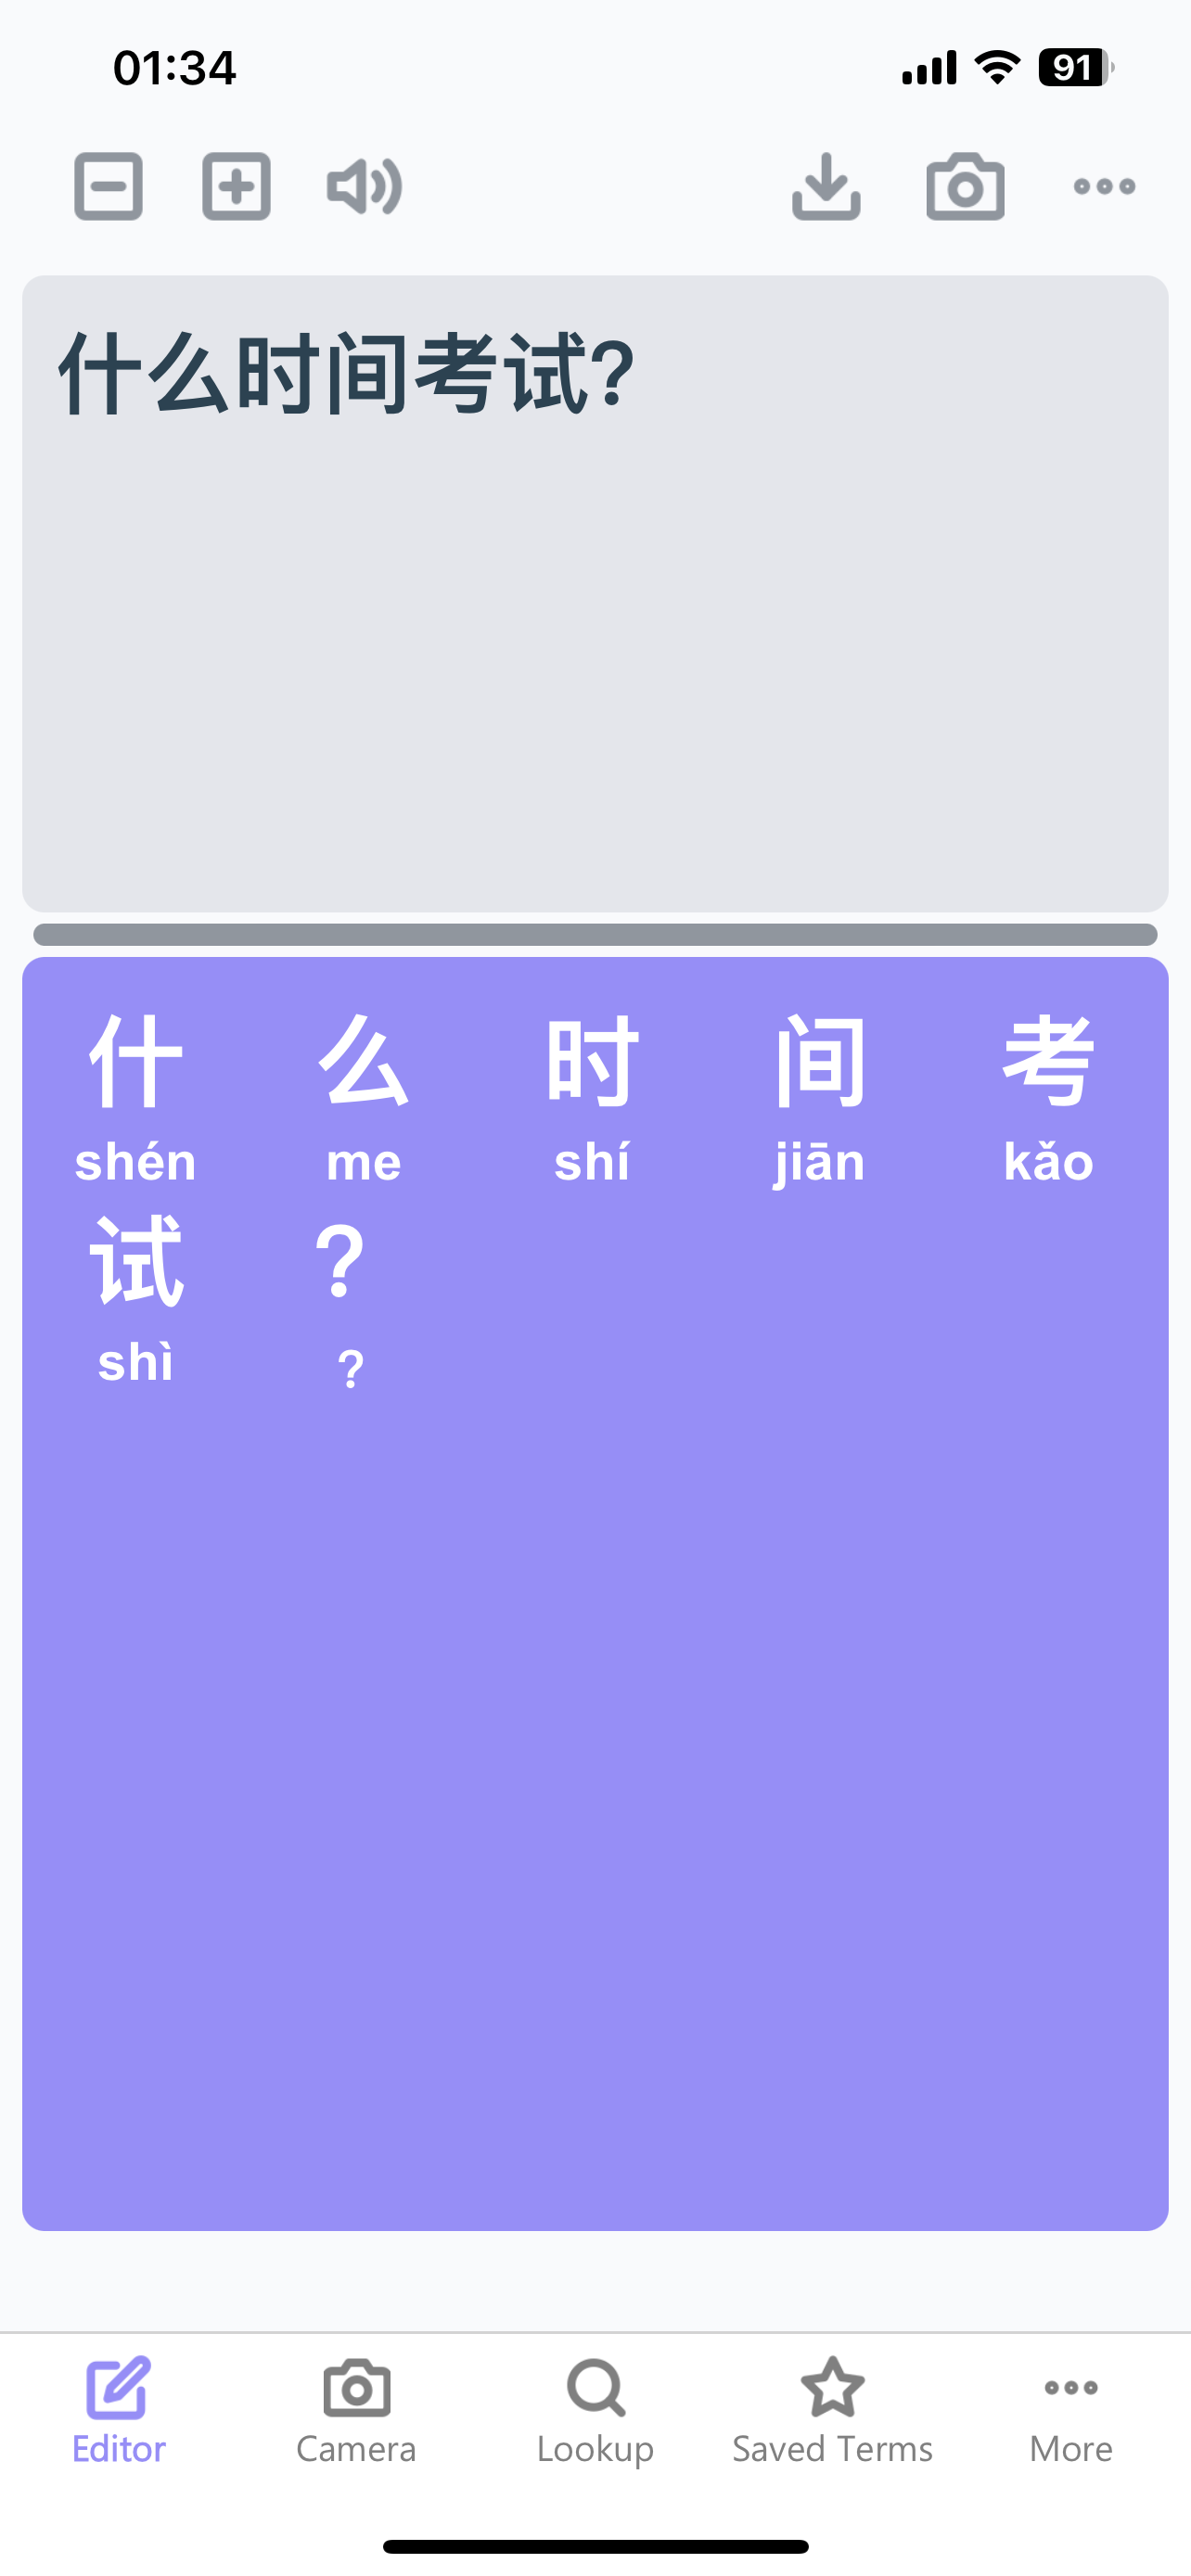 01:34 91
什么时间考试?
什 么 时 间 考
shén me shí jiān kǎo
试 ?
shì ?
Editor Camera Lookup Saved Terms More